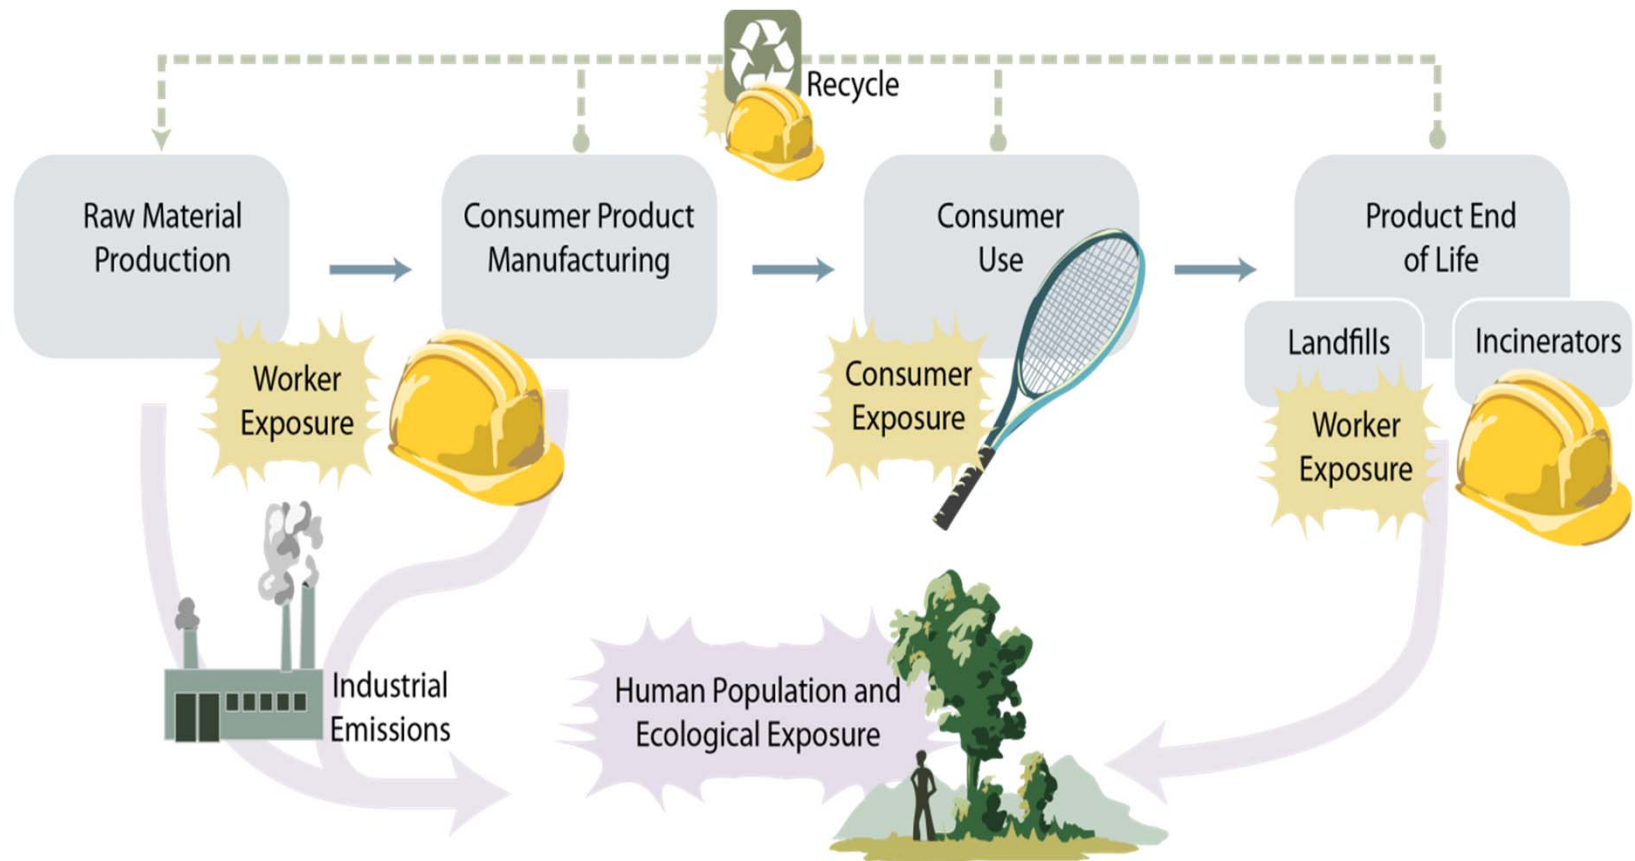 Recycle
Raw Material
Production
Consumer Product
Manufacturing
Consumer
Use
Product End
of Life
Landfills
Incinerators
Worker
Exposure
Consumer
Exposure
Worker
Exposure
Industrial
Emissions
Human Population and
Ecological Exposure